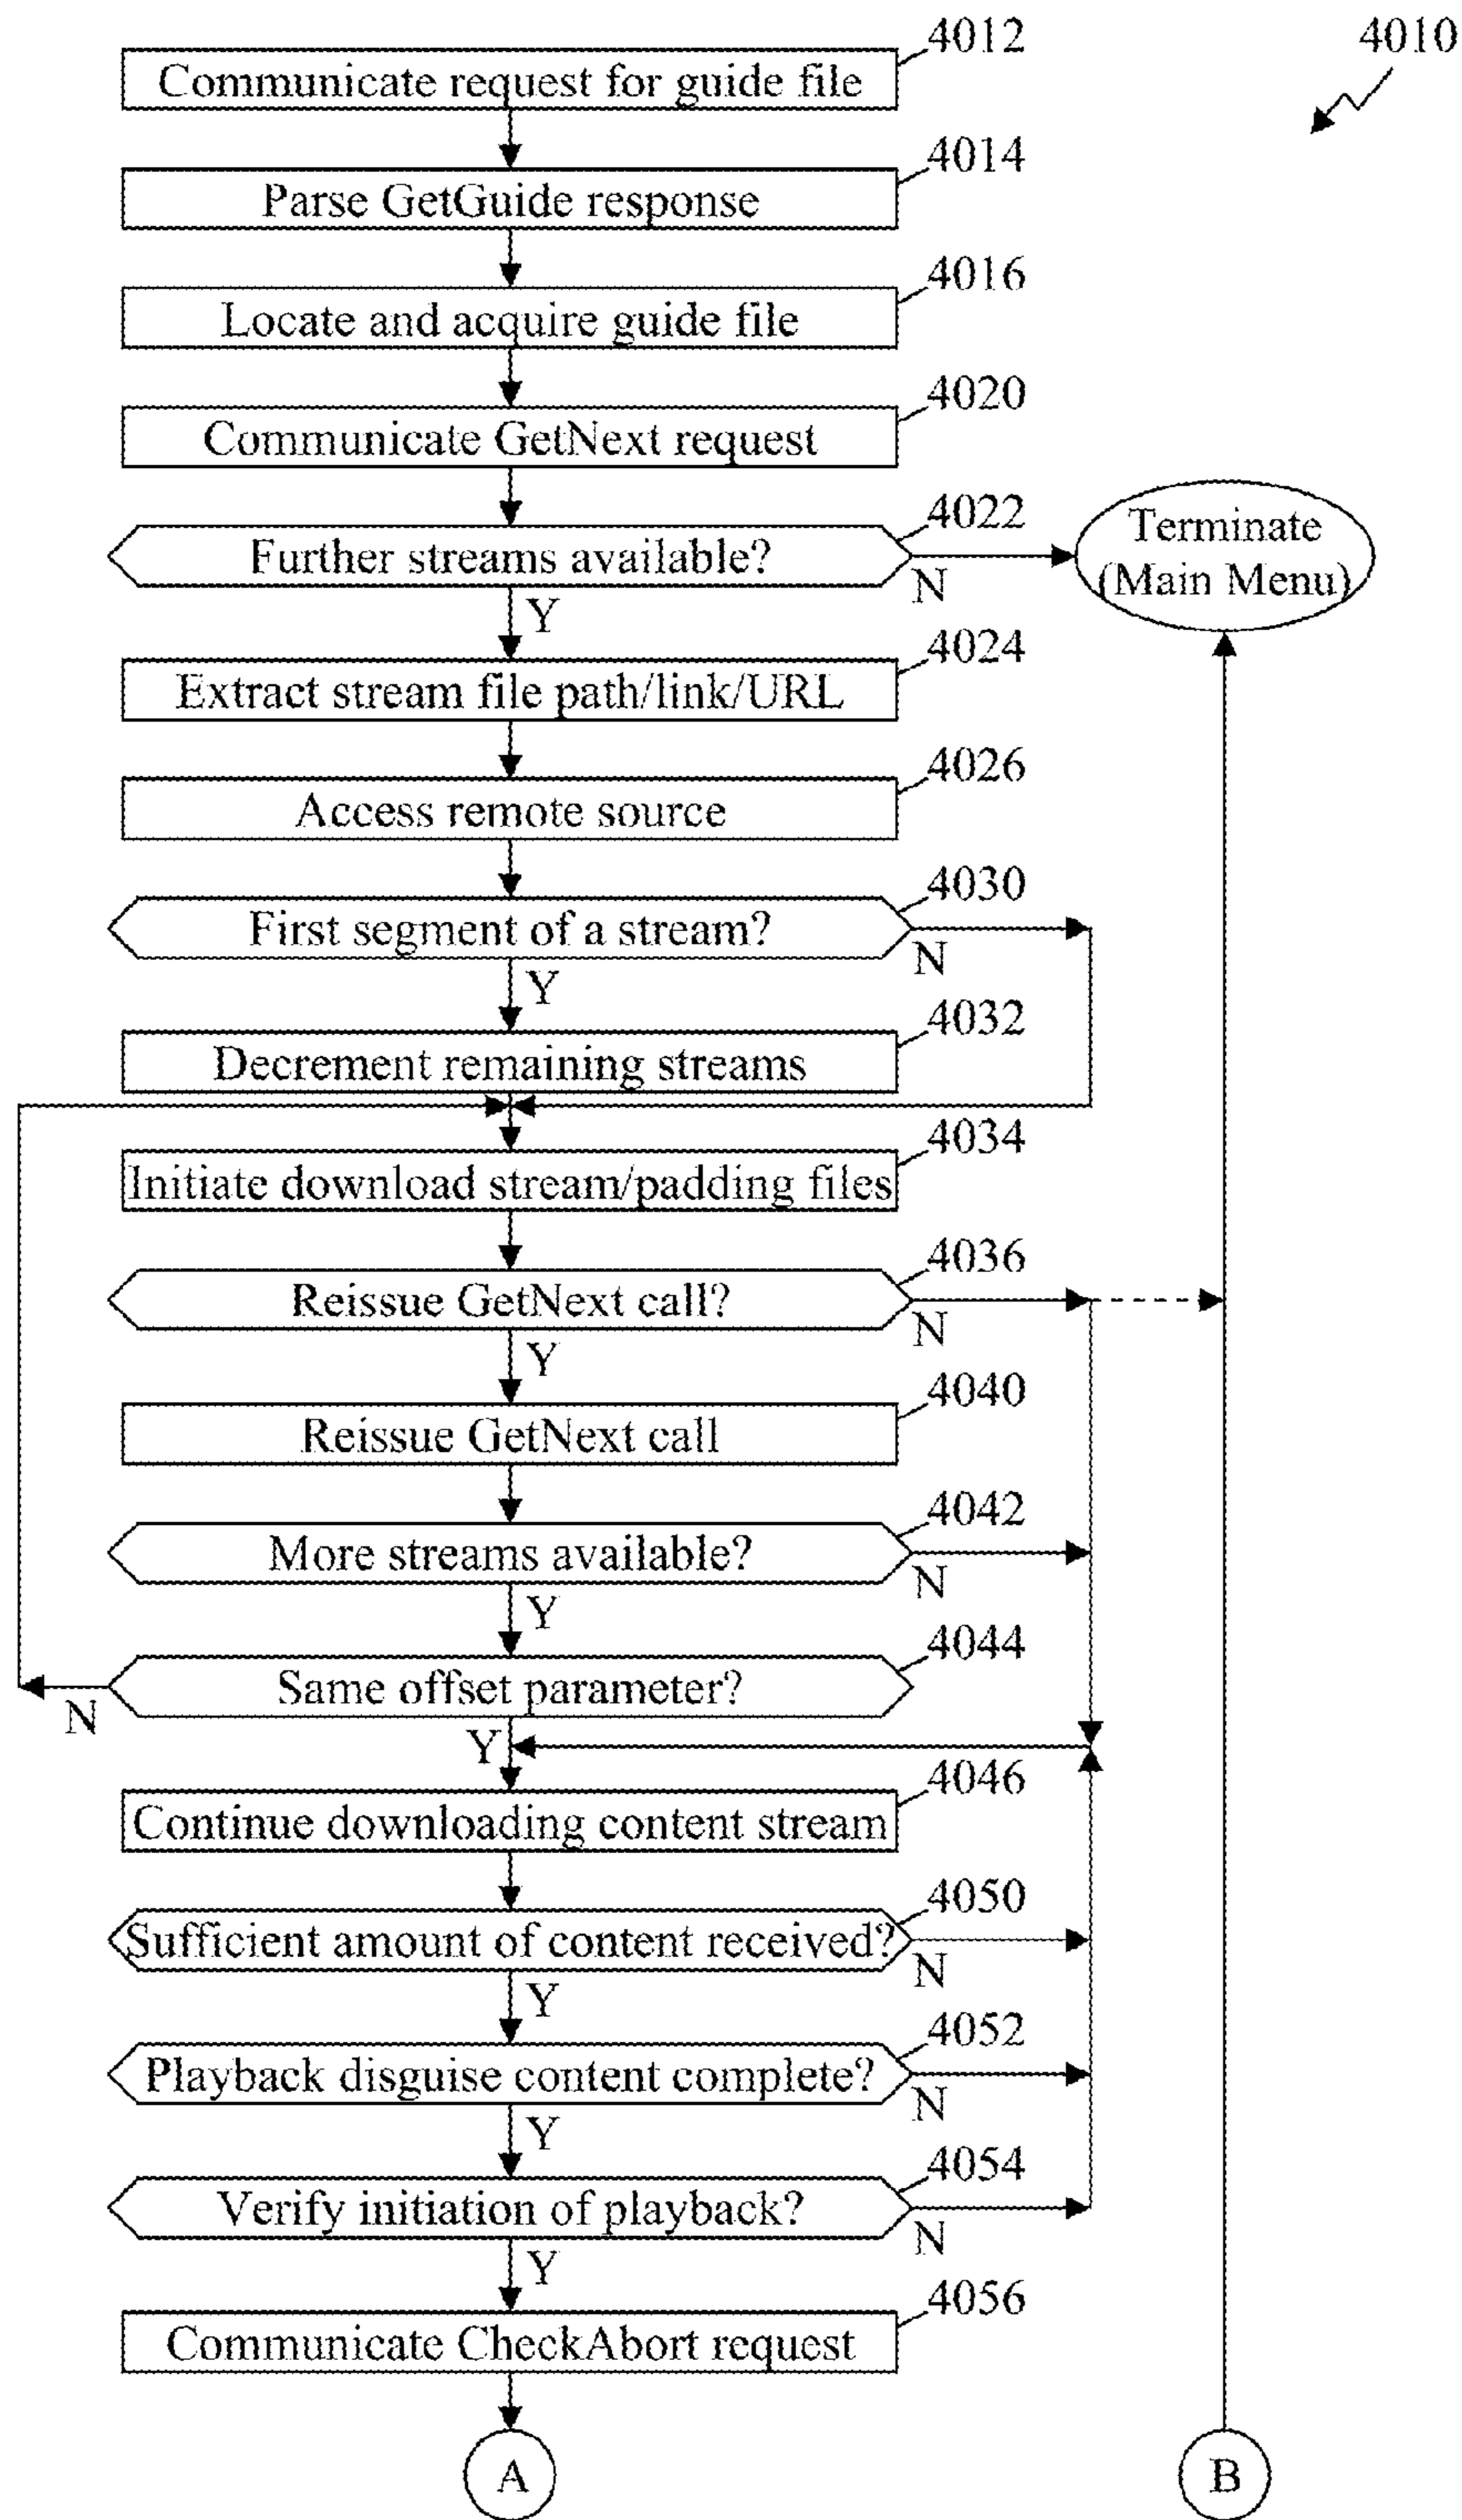 4012
4010
Communicate request for guide file
4014
Parse GetGuide response
4016
Locate and acquire guide file
4020
Communicate GetNext request
4022
Further streams available?
N
Terminate
(Main Menu)
Y
4024
Extract stream file path/link/URL
4026
Access remote source
4030
First segment of a stream?
N
Y
4032
Decrement remaining streams
4034
Initiate download stream/padding files
4036
Reissue GetNext call?
N
Y
4040
Reissue GetNext call
4042
More streams available?
N
Y
4044
Same offset parameter?
N
Y
4046
Continue downloading content stream
4050
Sufficient amount of content received?
N
Y
4052
Playback disguise content complete?
N
Y
4054
Verify initiation of playback?
N
Y
4056
Communicate CheckAbort request
A
B